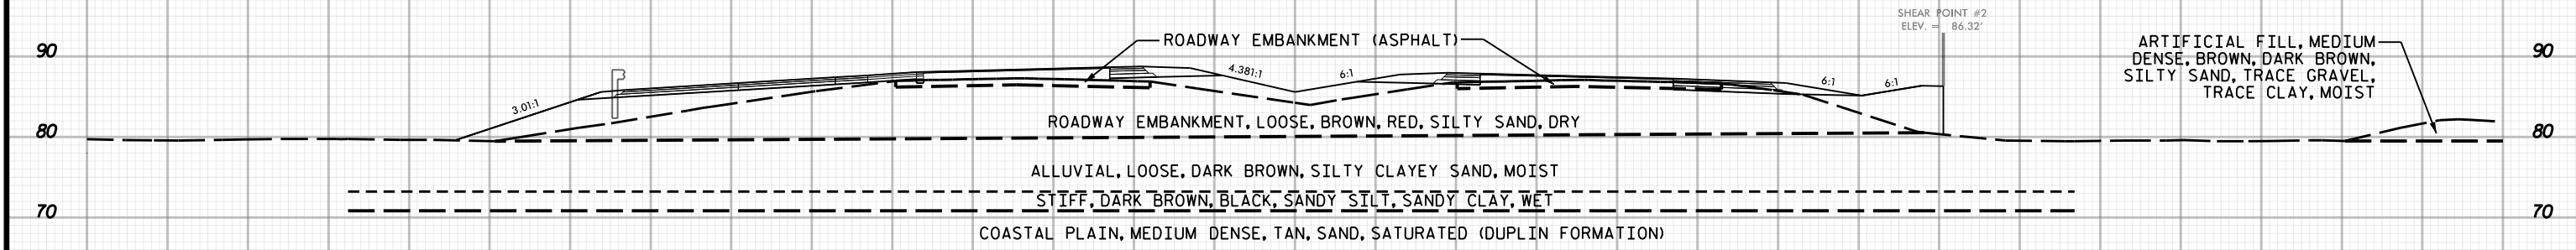 SHEAR POINT #2
ELEV. = 86.32'
90
ROADWAY EMBANKMENT (ASPHALT)
90
ARTIFICIAL FILL, MEDIUM
DENSE, BROWN, DARK BROWN,
SILTY SAND, TRACE GRAVEL,
TRACE CLAY, MOIST
3.01:1
4.381:1
6:1
6:1
6:1
80
ROADWAY EMBANKMENT, LOOSE, BROWN, RED, SILTY SAND, DRY
80
ALLUVIAL, LOOSE, DARK BROWN, SILTY CLAYEY SAND, MOIST
STIFF, DARK BROWN, BLACK, SANDY SILT, SANDY CLAY, WET
70
70
COASTAL PLAIN, MEDIUM DENSE, TAN, SAND, SATURATED (DUPLIN FORMATION)